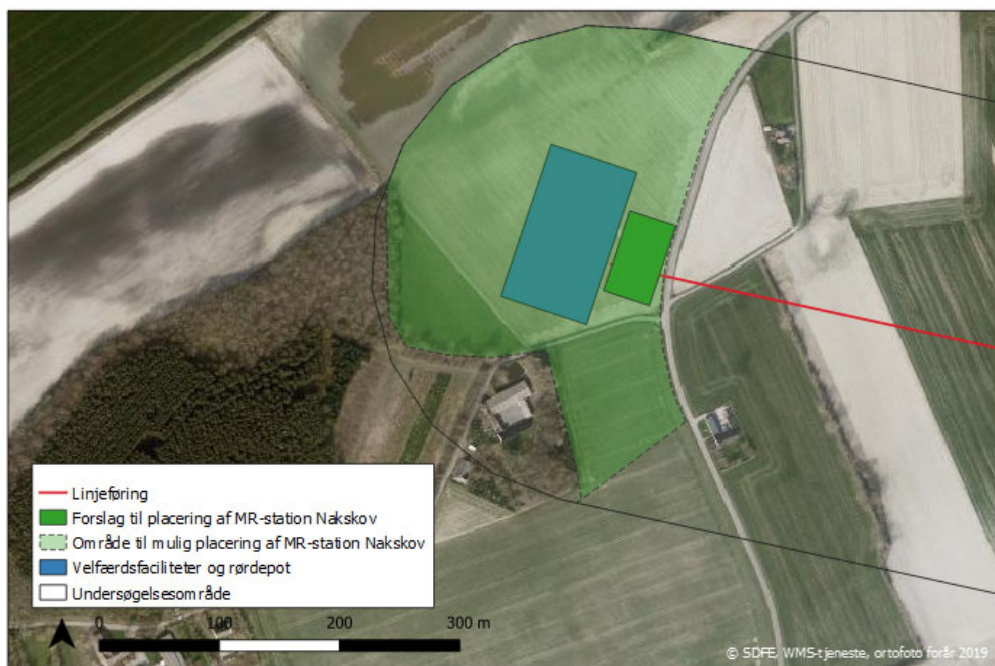 Linjeføring
Forslag til placering af MR-station Nakskov
Område til mulig placering af MR-station Nakskov
Velfærdsfaciliteter og rørdepot
Undersøgelsesområde
0 100 200 300 m
© SDFE, WMS-tjeneste, ortofoto forår 2019